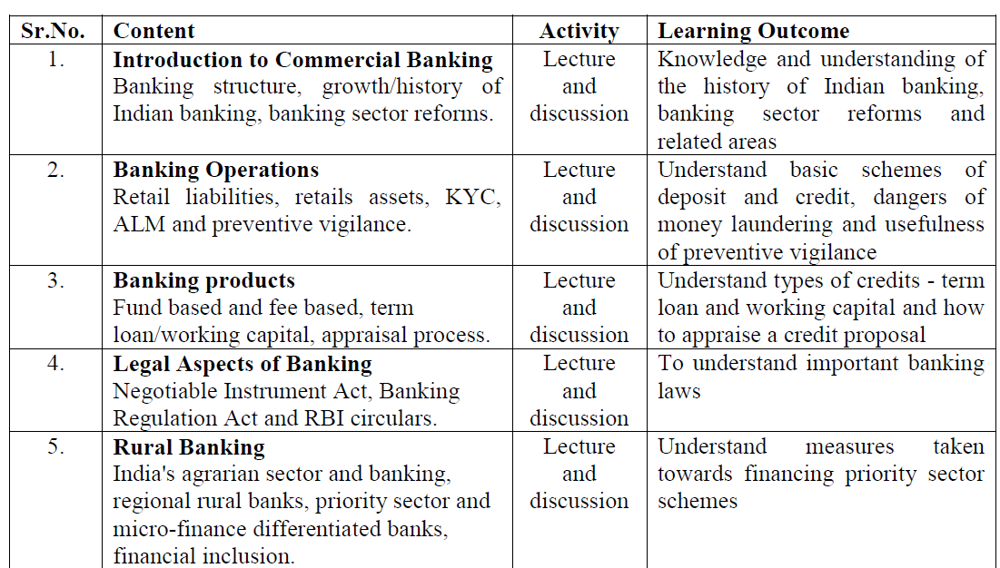 Sr.No. Content Activity Learning Outcome
1. Introduction to Commercial Banking
Banking structure, growth/history of
Indian banking, banking sector reforms.
Lecture
and
discussion
Knowledge and understanding of
the history of Indian banking,
banking sector reforms and
related areas
2. Banking Operations
Retail liabilities, retails assets, KYC,
ALM and preventive vigilance.
Lecture
and
discussion
Understand basic schemes of
deposit and credit, dangers of
money laundering and usefulness
of preventive vigilance
3. Banking products
Fund based and fee based, term
loan/working capital, appraisal process.
Lecture
and
discussion
Understand types of credits - term
loan and working capital and how
to appraise a credit proposal
4. Legal Aspects of Banking
Negotiable Instrument Act, Banking
Regulation Act and RBI circulars.
Lecture
and
discussion
To understand important banking
laws
5. Rural Banking
India's agrarian sector and banking,
regional rural banks, priority sector and
micro-finance differentiated banks,
financial inclusion.
Lecture
and
discussion
Understand measures taken
towards financing priority sector
schemes